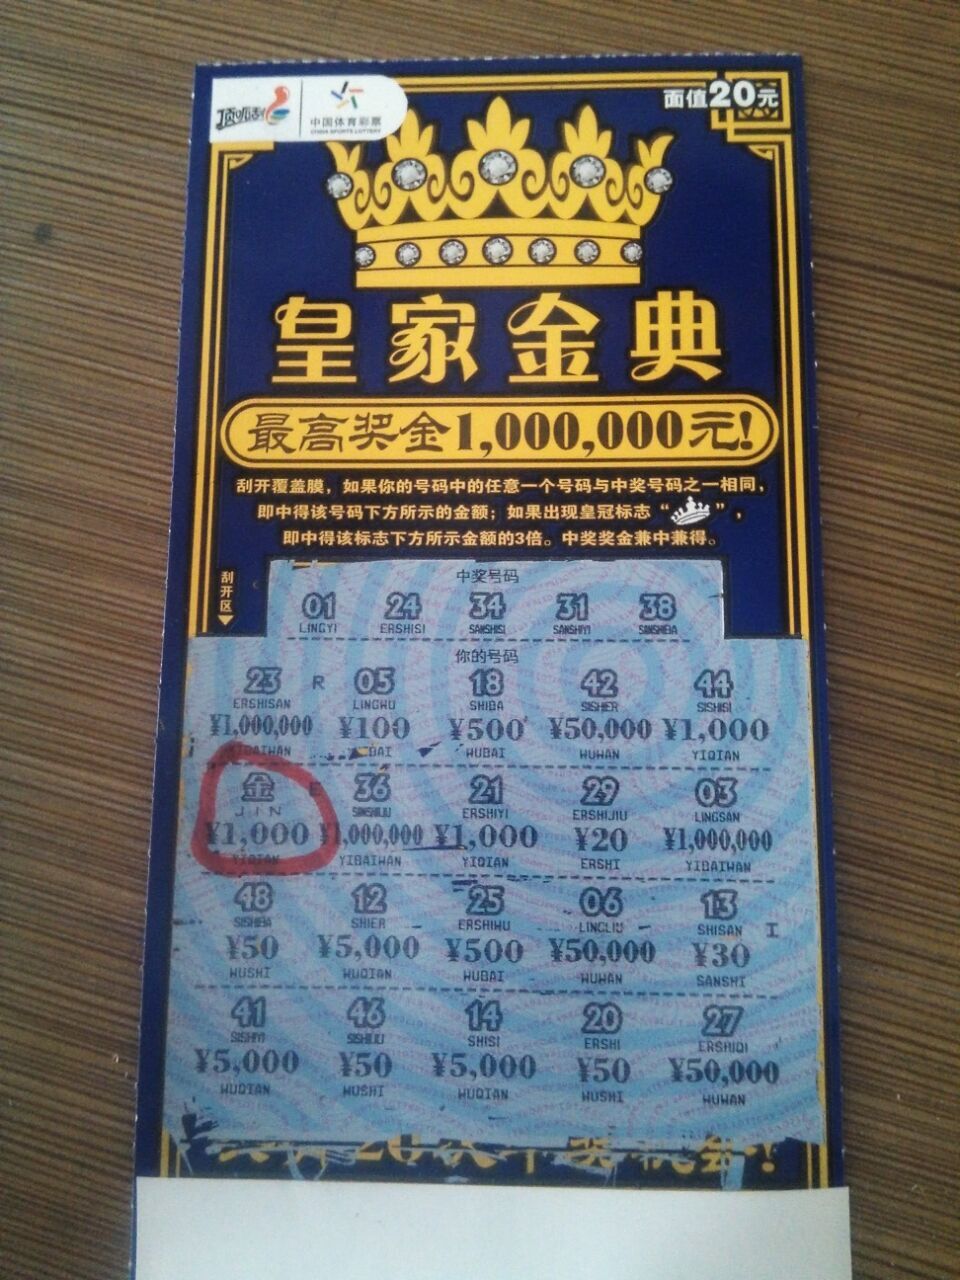 顶呱刮
中国体育彩票
CHINA SPORTS LOTTERY
面值20元
皇家金典
最高奖金1,000,000元!
刮开覆盖膜，如果你的号码中的任意一个号码与中奖号码之一相同，
即中得该号码下方所示的金额；如果出现皇冠标志“ ”，
即中得该标志下方所示金额的3倍。中奖奖金兼中兼得。
刮开区
中奖号码
01 24 34 31 38
LINGYI ERSHISI SANSHISI SANSHIYI SANSHIBA
你的号码
23 R 05 18 42 44
ERSHISAN LINGWU SHIBA SISHIER SISHISI
¥1,000,000 ¥100 ¥500 ¥50,000 ¥1,000
YIBAIWAN YIBAI WUBAI WUWAN YIQIAN
金 E 36 21 29 03
JIN SANSHILIU ERSHIYI ERSHIJIU LINGSAN
¥1,000 ¥1,000,000 ¥1,000 ¥20 ¥1,000,000
YIQIAN YIBAIWAN YIQIAN ERSHI YIBAIWAN
48 12 25 06 13
SISHIBA SHIER ERSHIWU LINGLIU SHISAN I
¥50 ¥5,000 ¥500 ¥50,000 ¥30
WUSHI WUQIAN WUBAI WUWAN SANSHI
41 46 14 20 27
SISHIYI SISHILIU SHISI ERSHI ERSHIQI
¥5,000 ¥50 ¥5,000 ¥50 ¥50,000
WUQIAN WUSHI WUQIAN WUSHI WUWAN